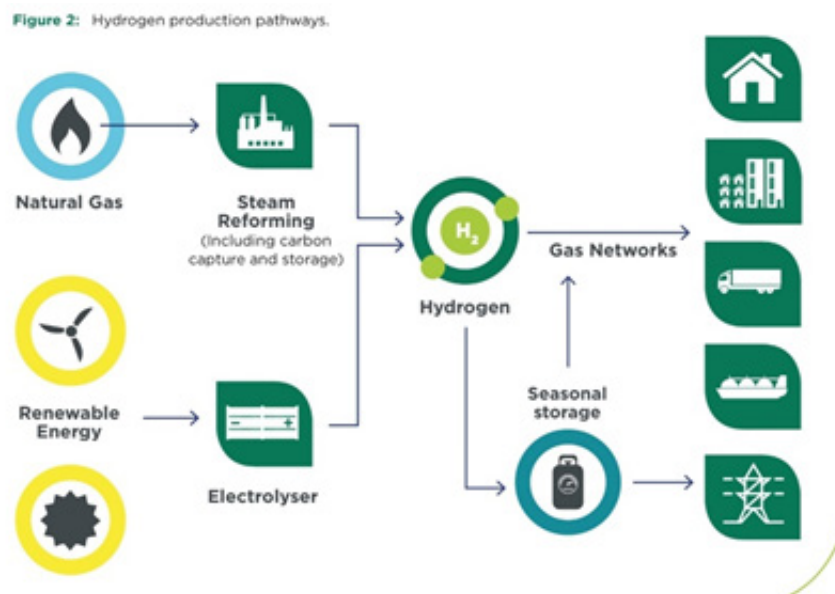 Figure 2: Hydrogen production pathways.
Natural Gas
Steam
Reforming
(Including carbon
capture and storage)
H₂
Hydrogen
Gas Networks
Renewable
Energy
− +
Electrolyser
Seasonal
storage